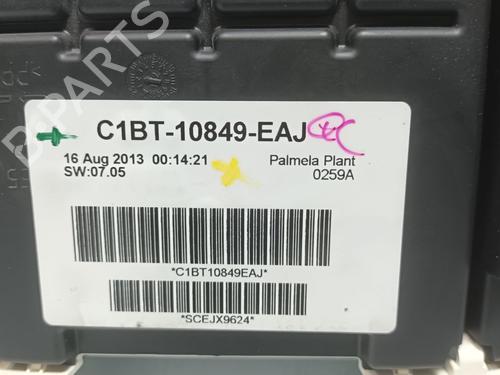 C1BT-10849-EAJ
16 Aug 2013 00:14:21 Palmela Plant
SW:07.05 0259A
*C1BT10849EAJ*
*SCEJX9624*
B-PARTS